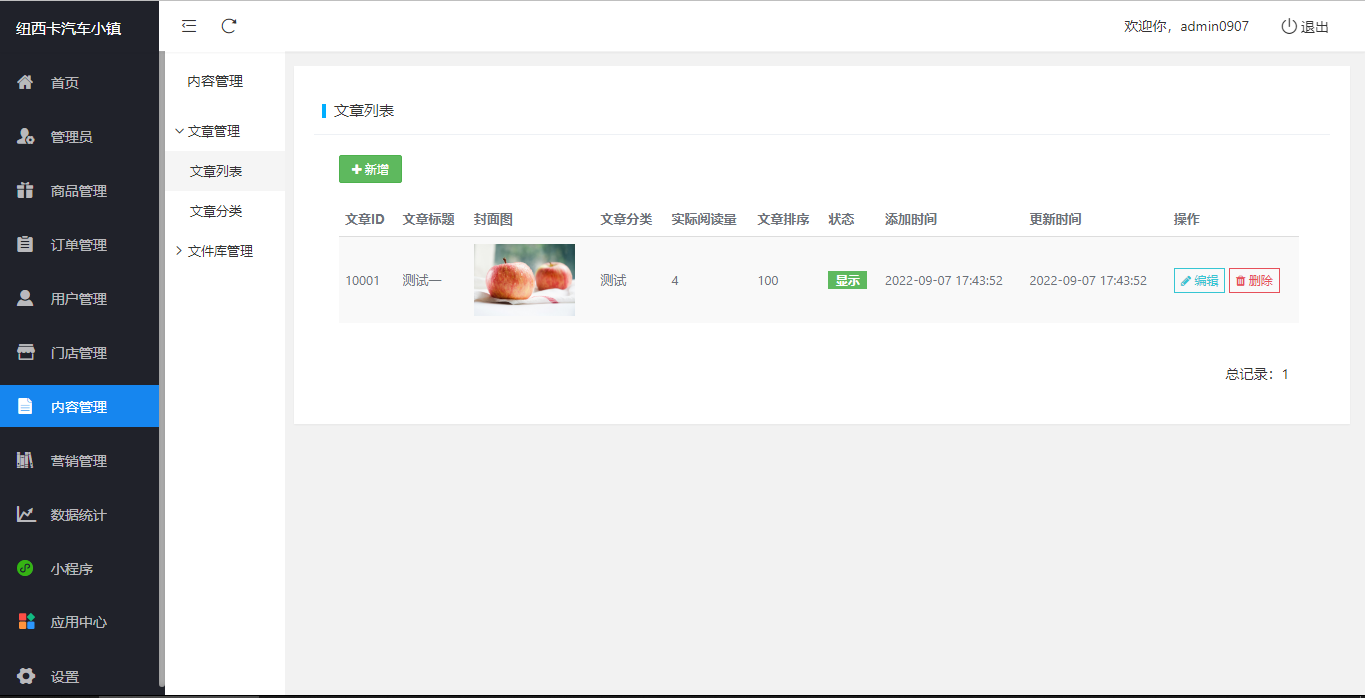 纽西卡汽车小镇
欢迎你，admin0907 退出
首页
管理员
商品管理
订单管理
用户管理
门店管理
内容管理
营销管理
数据统计
小程序
应用中心
设置
内容管理
文章管理
文章列表
文章分类
文件库管理
文章列表
新增
文章ID 文章标题 封面图 文章分类 实际阅读量 文章排序 状态 添加时间 更新时间 操作
10001 测试一 测试 4 100 显示 2022-09-07 17:43:52 2022-09-07 17:43:52 编辑 删除
总记录：1